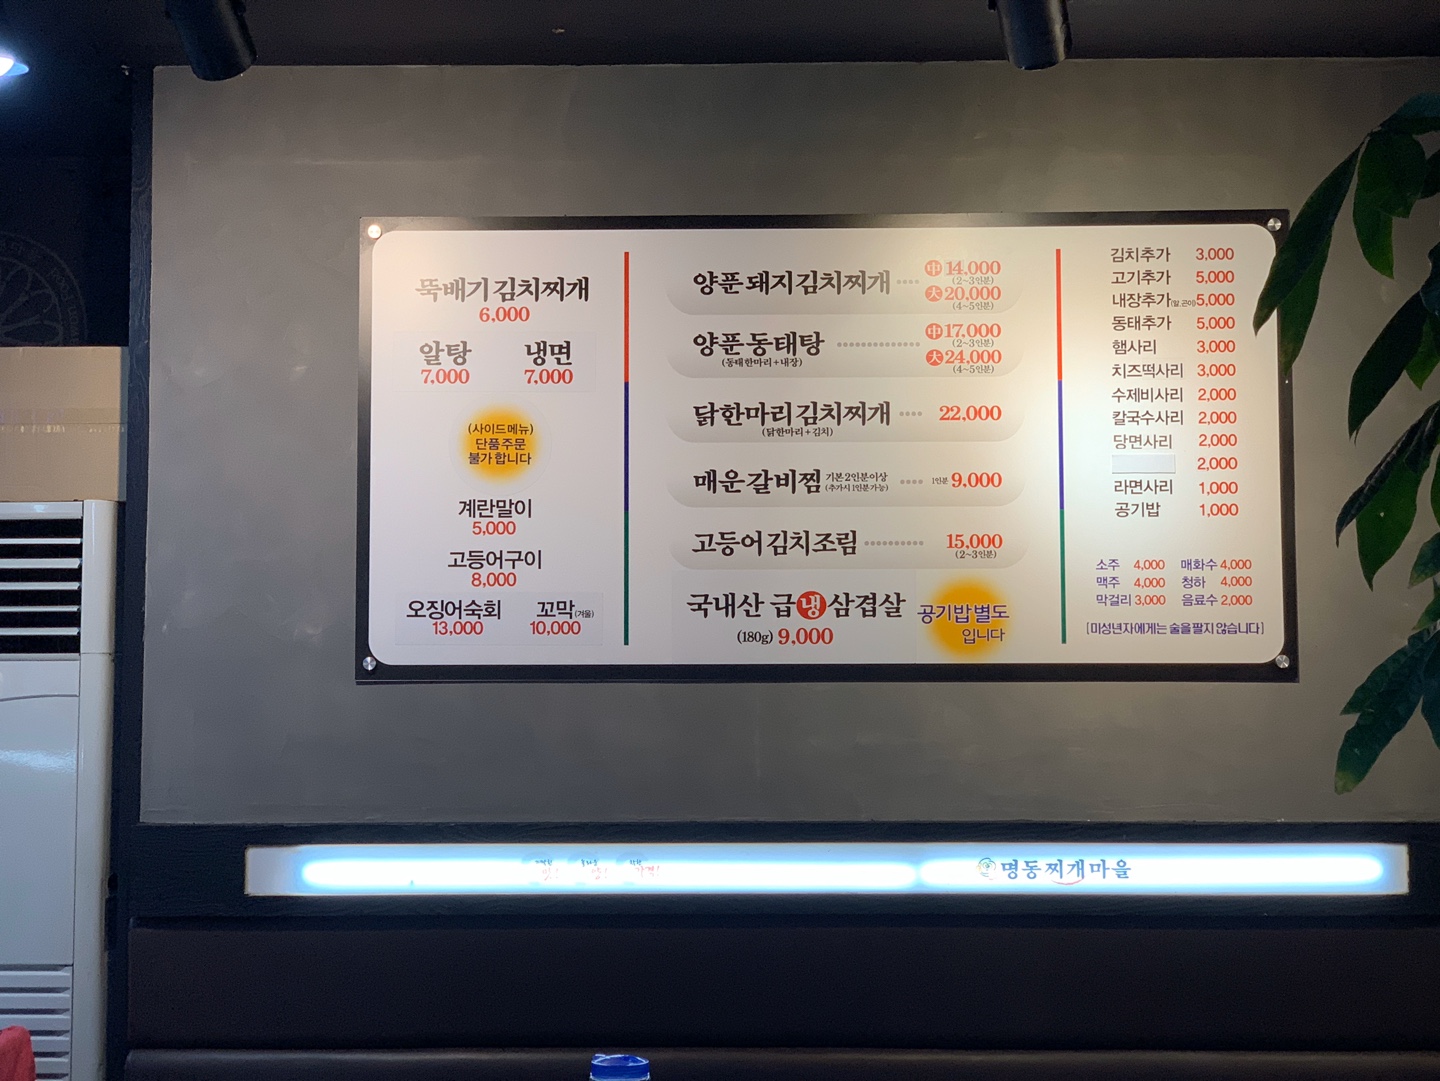 뚝배기 김치찌개
6,000
알탕 냉면
7,000 7,000
(사이드메뉴)
단품주문
불가 합니다
계란말이
5,000
고등어구이
8,000
오징어숙회 꼬막(겨울)
13,000 10,000
양푼 돼지 김치찌개 中 14,000
(2~3인분)
大 20,000
(4~5인분)
양푼 동태탕 中 17,000
(동태한마리+내장) (2~3인분)
大 24,000
(4~5인분)
닭한마리 김치찌개 22,000
(닭한마리+김치)
매운 갈비찜 기본2인분이상 1인분 9,000
(추가시 1인분 가능)
고등어 김치조림 15,000
(2~3인분)
국내산 급냉 삼겹살
(180g) 9,000
공기밥 별도
입니다
김치추가 3,000
고기추가 5,000
내장추가(알,곤이) 5,000
동태추가 5,000
햄사리 3,000
치즈떡사리 3,000
수제비사리 2,000
칼국수사리 2,000
당면사리 2,000
2,000
라면사리 1,000
공기밥 1,000
소주 4,000 매화수 4,000
맥주 4,000 청하 4,000
막걸리 3,000 음료수 2,000
[미성년자에게는 술을 팔지 않습니다]
명동찌개마을